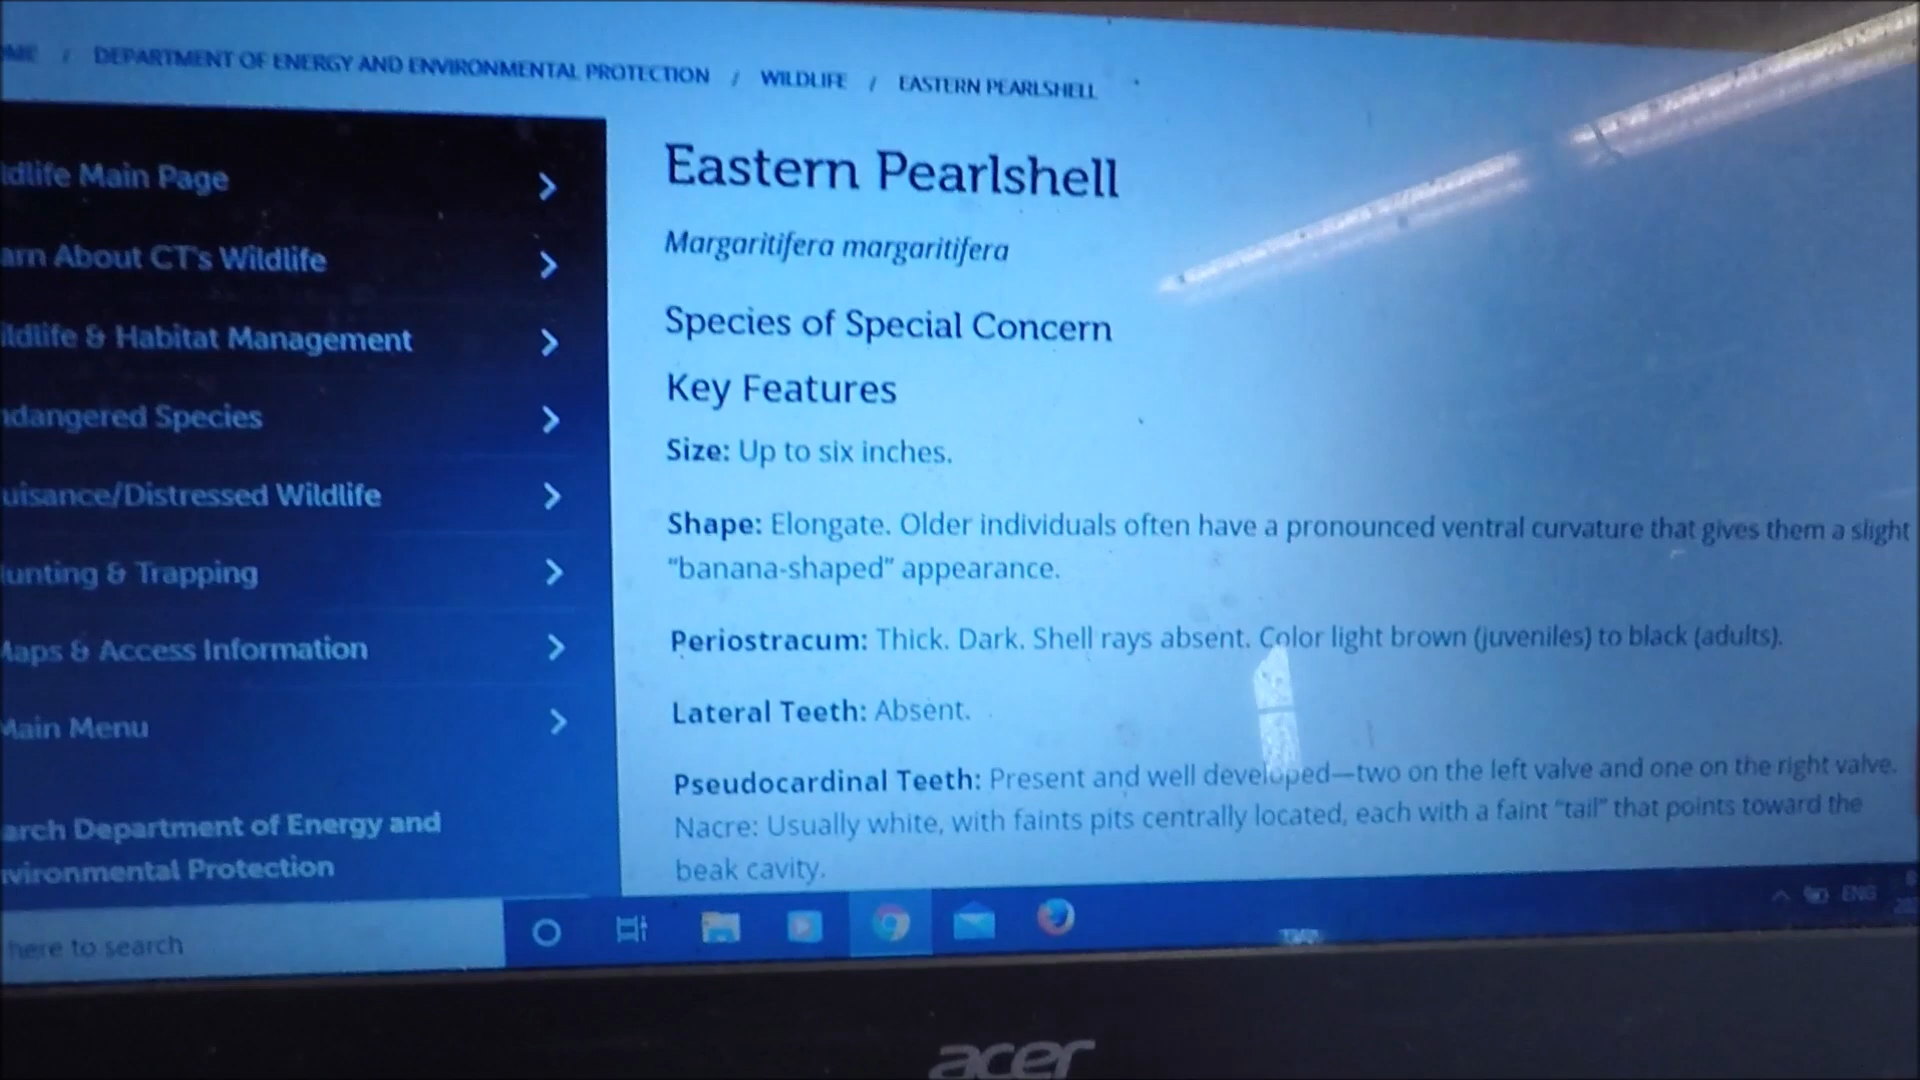 / DEPARTMENT OF ENERGY AND ENVIRONMENTAL PROTECTION / WILDLIFE / EASTERN PEARLSHELL
Eastern Pearlshell
Margaritifera margaritifera
Species of Special Concern
Key Features
Size: Up to six inches.
Shape: Elongate. Older individuals often have a pronounced ventral curvature that gives them a slight
"banana-shaped" appearance.
Periostracum: Thick. Dark. Shell rays absent. Color light brown (juveniles) to black (adults).
Lateral Teeth: Absent.
Pseudocardinal Teeth: Present and well developed—two on the left valve and one on the right valve.
Nacre: Usually white, with faints pits centrally located, each with a faint "tail" that points toward the
beak cavity.
ldlife Main Page
arn About CT's Wildlife
ildlife & Habitat Management
ndangered Species
uisance/Distressed Wildlife
unting & Trapping
Maps & Access Information
Main Menu
arch Department of Energy and
vironmental Protection
here to search
ENG
acer